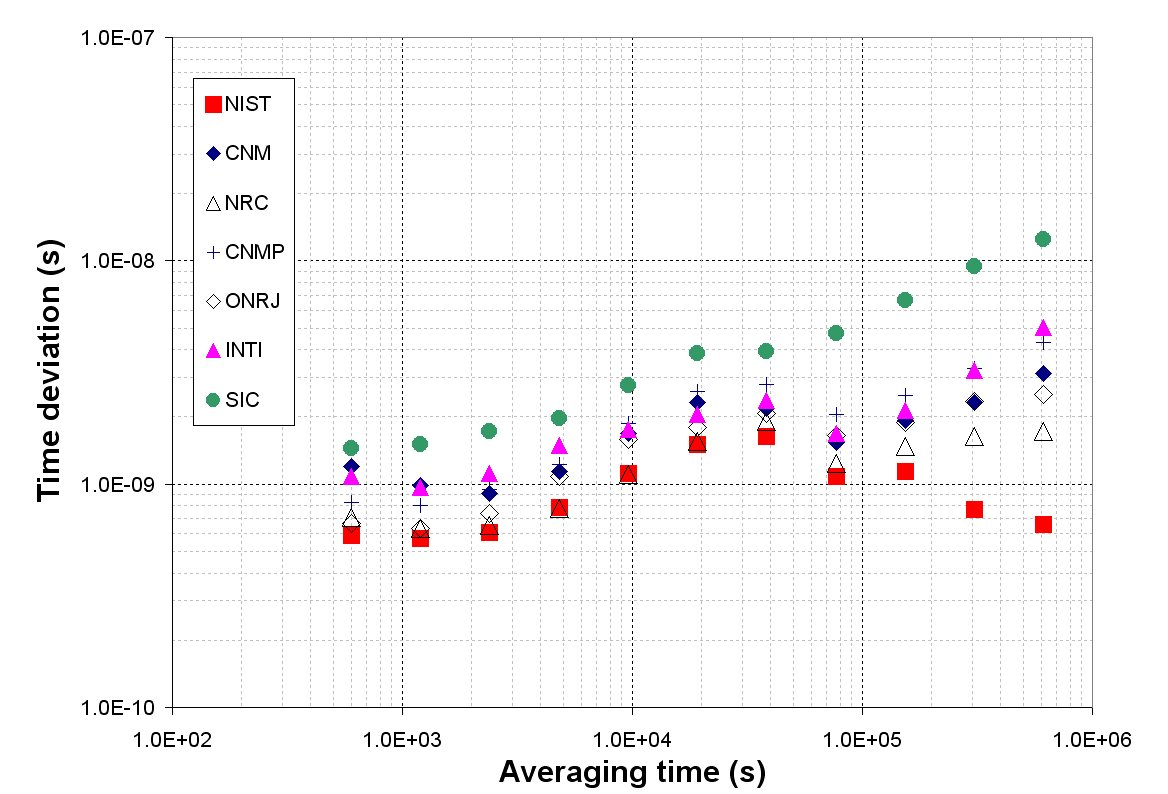 1.0E-07
NIST
CNM
NRC
CNMP
ONRJ
INTI
SIC
1.0E-08
1.0E-09
1.0E-10
Time deviation (s)
1.0E+02
1.0E+03
1.0E+04
1.0E+05
1.0E+06
Averaging time (s)